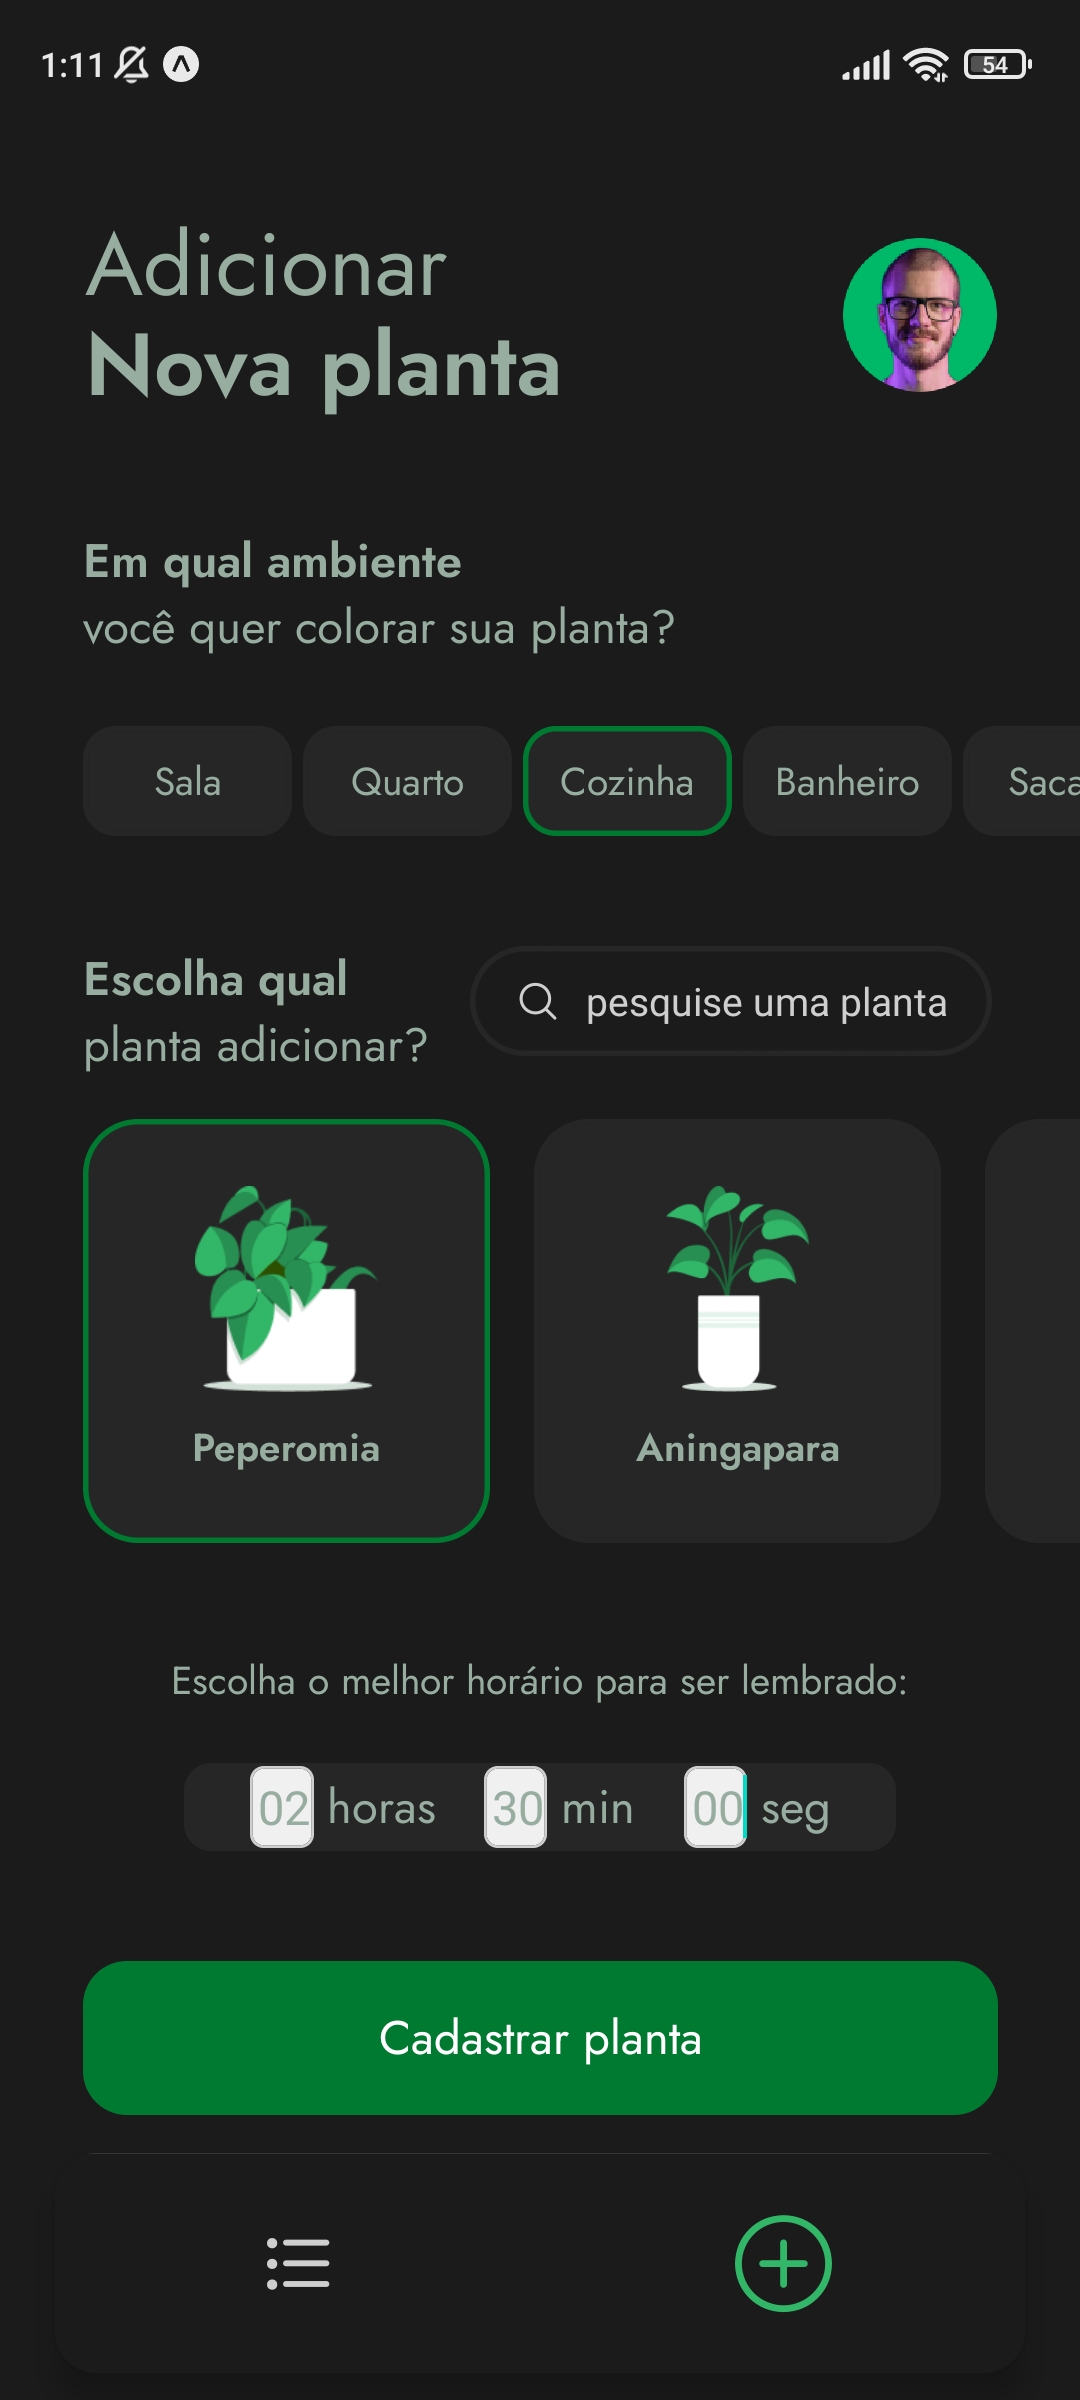 1:11
54
Adicionar
Nova planta
Em qual ambiente
você quer colorar sua planta?
Sala Quarto Cozinha Banheiro Saca
Escolha qual
planta adicionar?
pesquise uma planta
Peperomia Aningapara
Escolha o melhor horário para ser lembrado:
02 horas 30 min 00 seg
Cadastrar planta